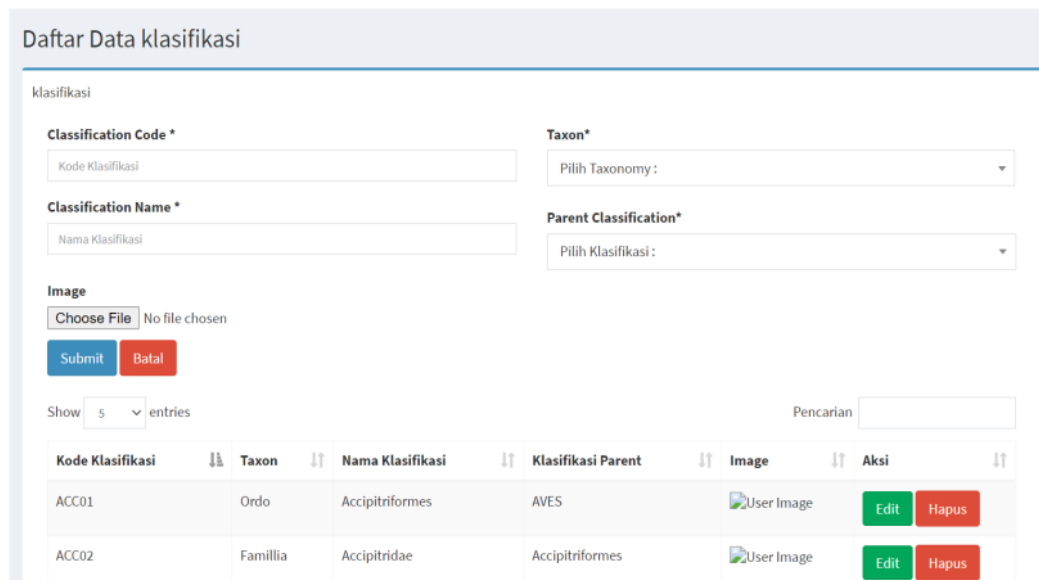 Daftar Data klasifikasi
klasifikasi
Classification Code *
Kode Klasifikasi
Taxon*
Pilih Taxonomy :
Classification Name *
Nama Klasifikasi
Parent Classification*
Pilih Klasifikasi :
Image
Choose File No file chosen
Submit Batal
Show 5 entries Pencarian
Kode Klasifikasi Taxon Nama Klasifikasi Klasifikasi Parent Image Aksi
ACC01 Ordo Accipitriformes AVES User Image Edit Hapus
ACC02 Famillia Accipitridae Accipitriformes User Image Edit Hapus